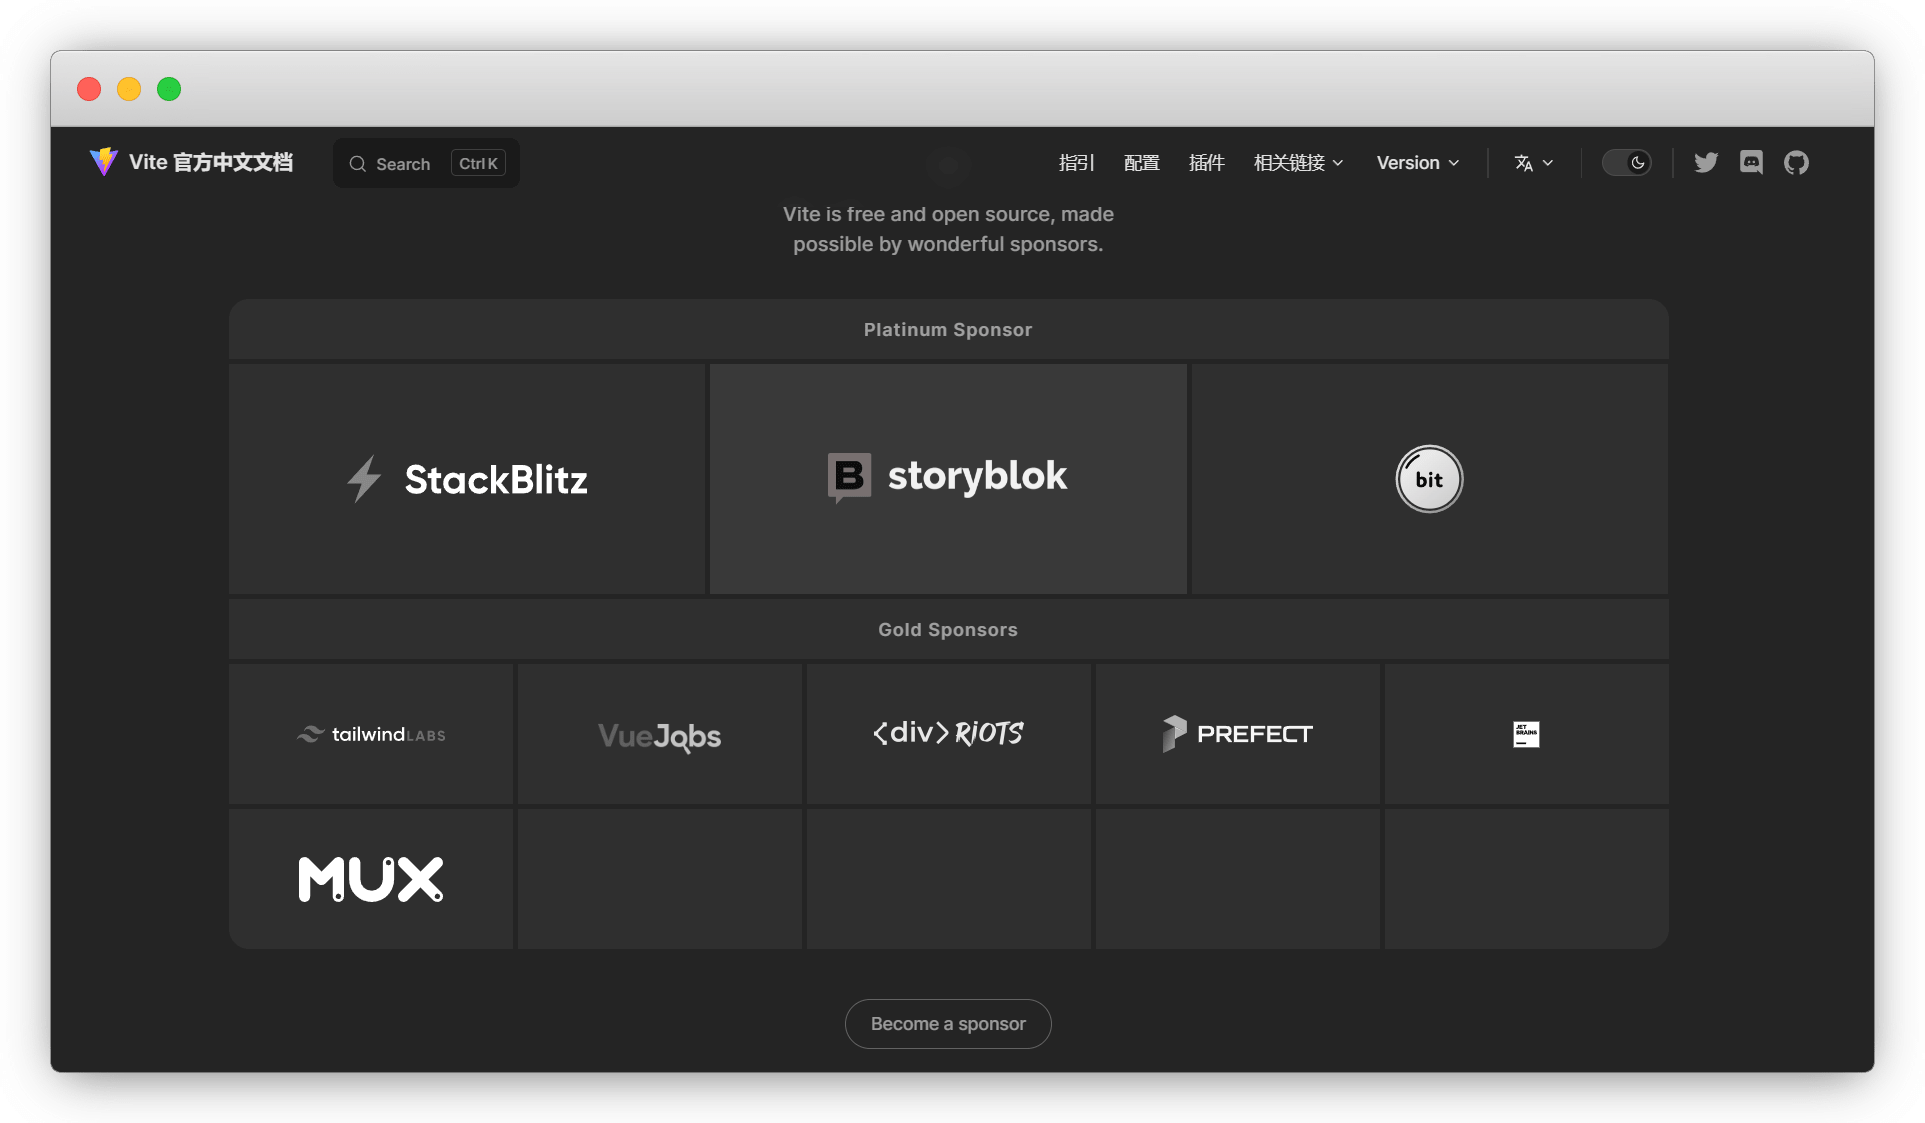 Vite 官方中文文档
Search
Ctrl K
指引
配置
插件
相关链接
Version
Vite is free and open source, made
possible by wonderful sponsors.
Platinum Sponsor
StackBlitz
B storyblok
bit
Gold Sponsors
tailwindLABS
VueJobs
<div>RiOTS
PREFECT
JET
BRAINS
MUX
Become a sponsor